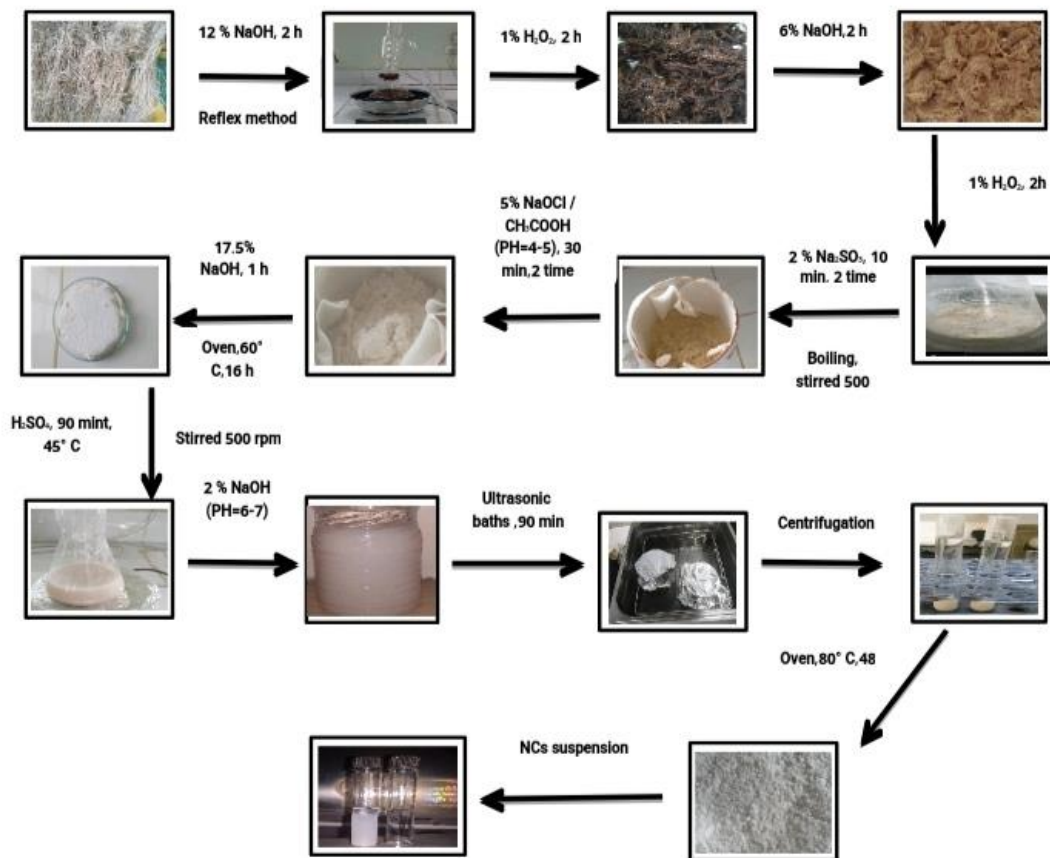 12 % NaOH, 2 h
Reflex method
1% H₂O₂, 2 h
6% NaOH,2 h
1% H₂O₂, 2h
2 % Na₂SO₃, 10
min. 2 time
Boiling,
stirred 500
5% NaOCl /
CH₃COOH
(PH=4-5), 30
min,2 time
17.5%
NaOH, 1 h
Oven,60°
C,16 h
H₂SO₄, 90 mint,
45° C
Stirred 500 rpm
2 % NaOH
(PH=6-7)
Ultrasonic
baths ,90 min
Centrifugation
Oven,80° C,48
NCs suspension